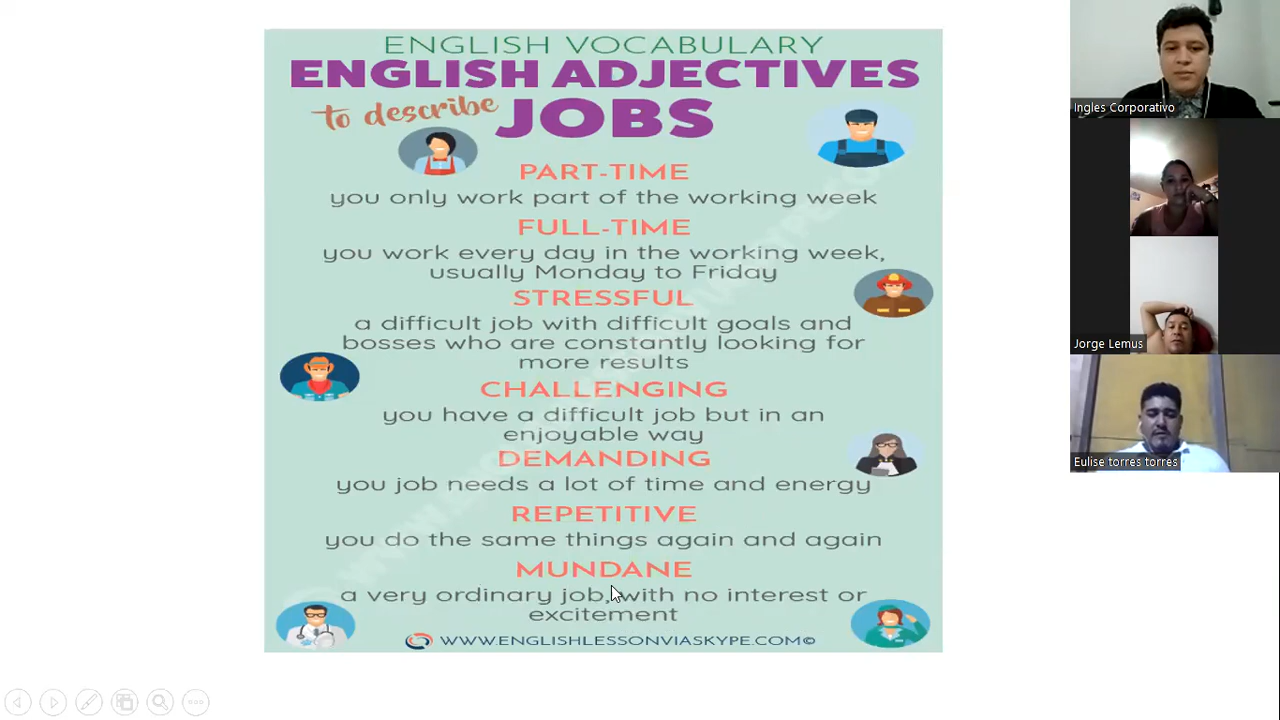 ENGLISH VOCABULARY
ENGLISH ADJECTIVES
to describe JOBS
PART-TIME
you only work part of the working week
FULL-TIME
you work every day in the working week,
usually Monday to Friday
STRESSFUL
a difficult job with difficult goals and
bosses who are constantly looking for
more results
CHALLENGING
you have a difficult job but in an
enjoyable way
DEMANDING
you job needs a lot of time and energy
REPETITIVE
you do the same things again and again
MUNDANE
a very ordinary job, with no interest or
excitement
WWW.ENGLISHLESSONVIASKYPE.COM©
Ingles Corporativo
Jorge Lemus
Eulise torres torres